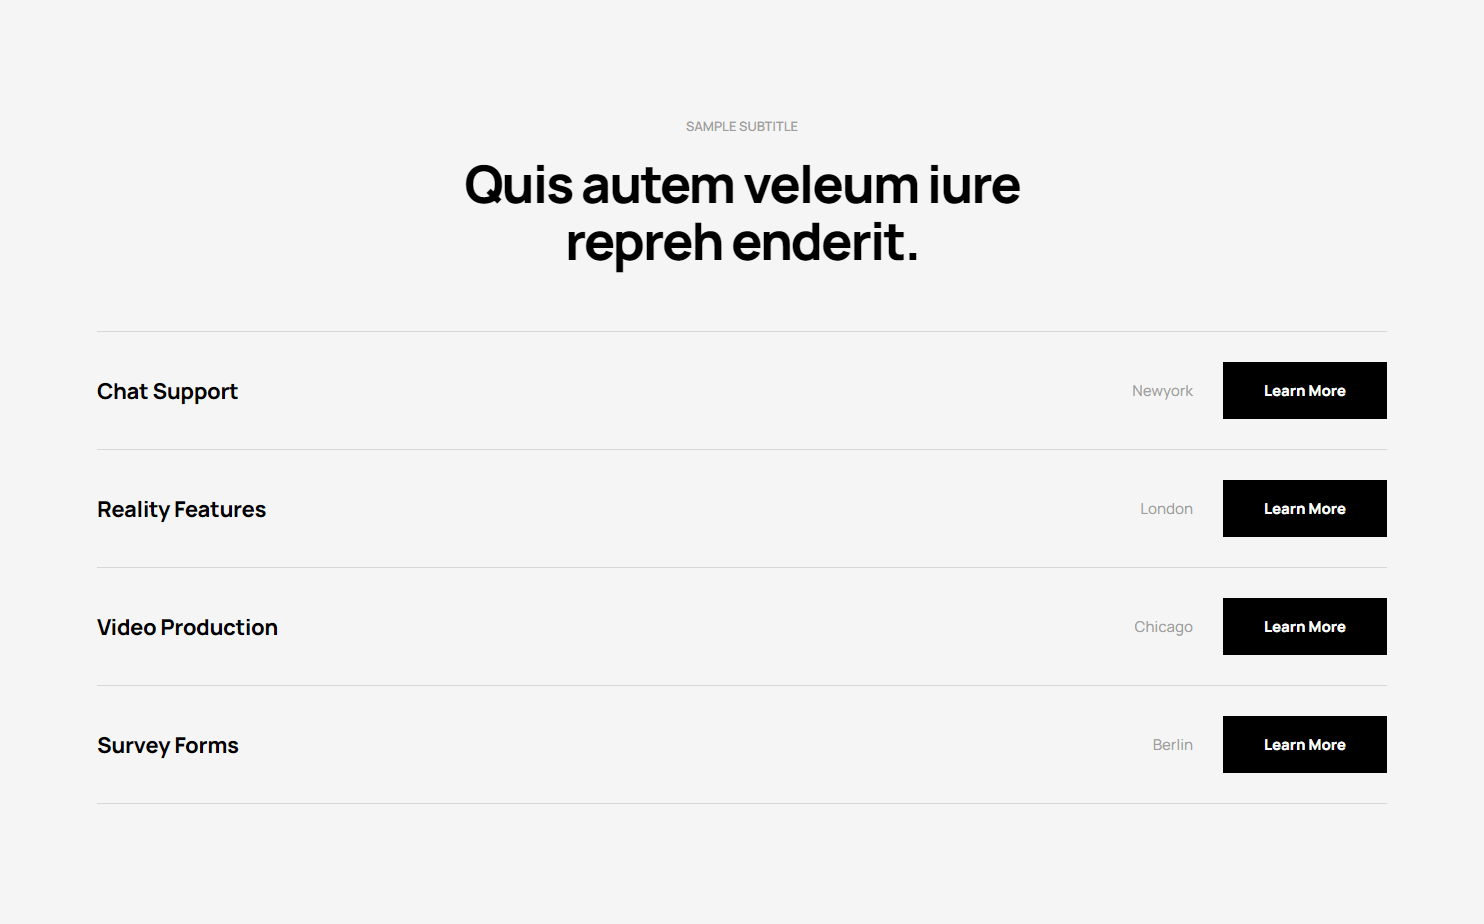 SAMPLE SUBTITLE
Quis autem veleum iure
repreh enderit.
Chat Support
Newyork
Learn More
Reality Features
London
Learn More
Video Production
Chicago
Learn More
Survey Forms
Berlin
Learn More